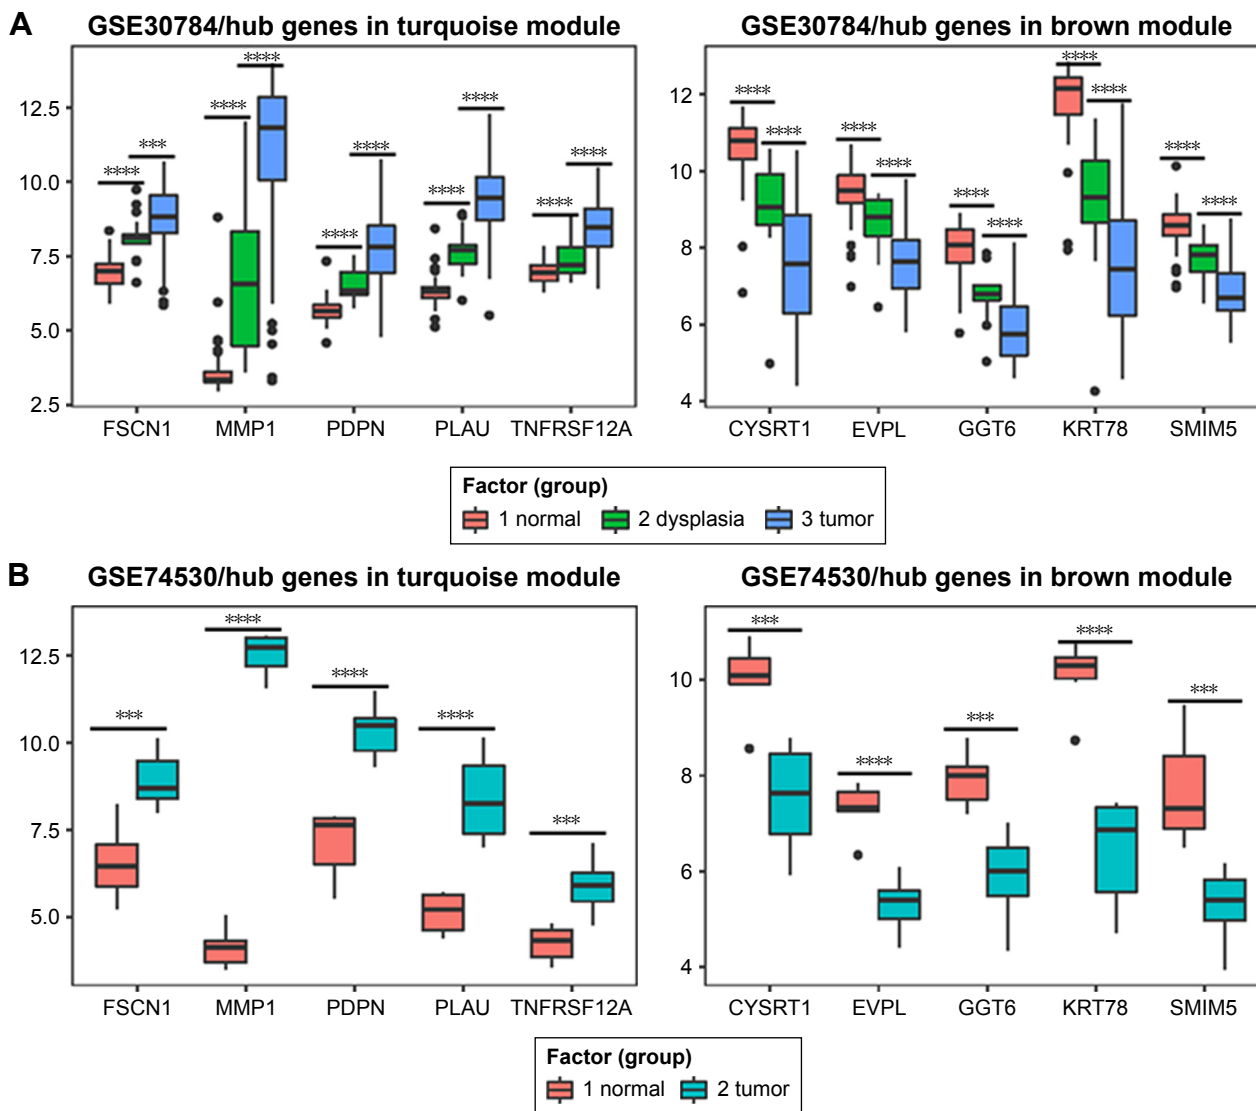 A
GSE30784/hub genes in turquoise module
12.5
10.0
7.5
5.0
2.5
**** *** **** **** **** **** **** **** **** ****
FSCN1 MMP1 PDPN PLAU TNFRSF12A
GSE30784/hub genes in brown module
12
10
8
6
4
**** **** **** **** **** **** **** **** **** ****
CYSRT1 EVPL GGT6 KRT78 SMIM5
Factor (group)
1 normal 2 dysplasia 3 tumor
B
GSE74530/hub genes in turquoise module
12.5
10.0
7.5
5.0
*** **** **** **** ***
FSCN1 MMP1 PDPN PLAU TNFRSF12A
GSE74530/hub genes in brown module
10
8
6
4
*** **** *** **** ***
CYSRT1 EVPL GGT6 KRT78 SMIM5
Factor (group)
1 normal 2 tumor